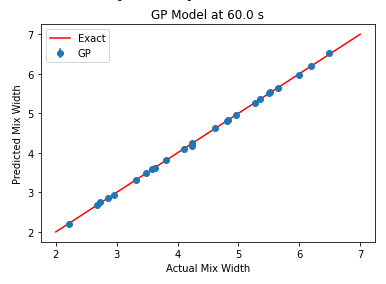 GP Model at 60.0 s
Exact
GP
Predicted Mix Width
7
6
5
4
3
2
2 3 4 5 6 7
Actual Mix Width